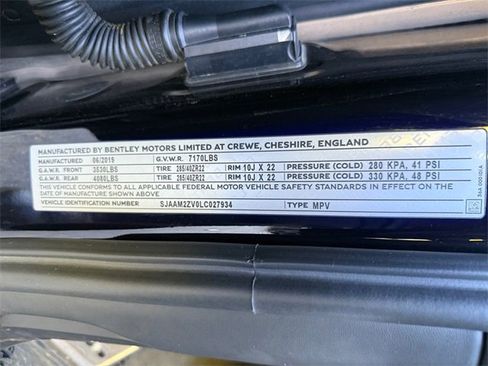 MANUFACTURED BY BENTLEY MOTORS LIMITED AT CREWE, CHESHIRE, ENGLAND
MANUFACTURED 06/2019 G.V.W.R. 7170LBS
G.A.W.R. FRONT 3530LBS TIRE 285/40ZR22 RIM 10J X 22 PRESSURE (COLD) 280 KPA, 41 PSI
G.A.W.R. REAR 4080LBS TIRE 285/40ZR22 RIM 10J X 22 PRESSURE (COLD) 330 KPA, 48 PSI
THIS VEHICLE CONFORMS TO ALL APPLICABLE FEDERAL MOTOR VEHICLE SAFETY STANDARDS IN EFFECT ON THE
DATE OF MANUFACTURE SHOWN ABOVE
VEHICLE IDENTIFICATION NUMBER SJAAM2ZV0LC027934 TYPE MPV